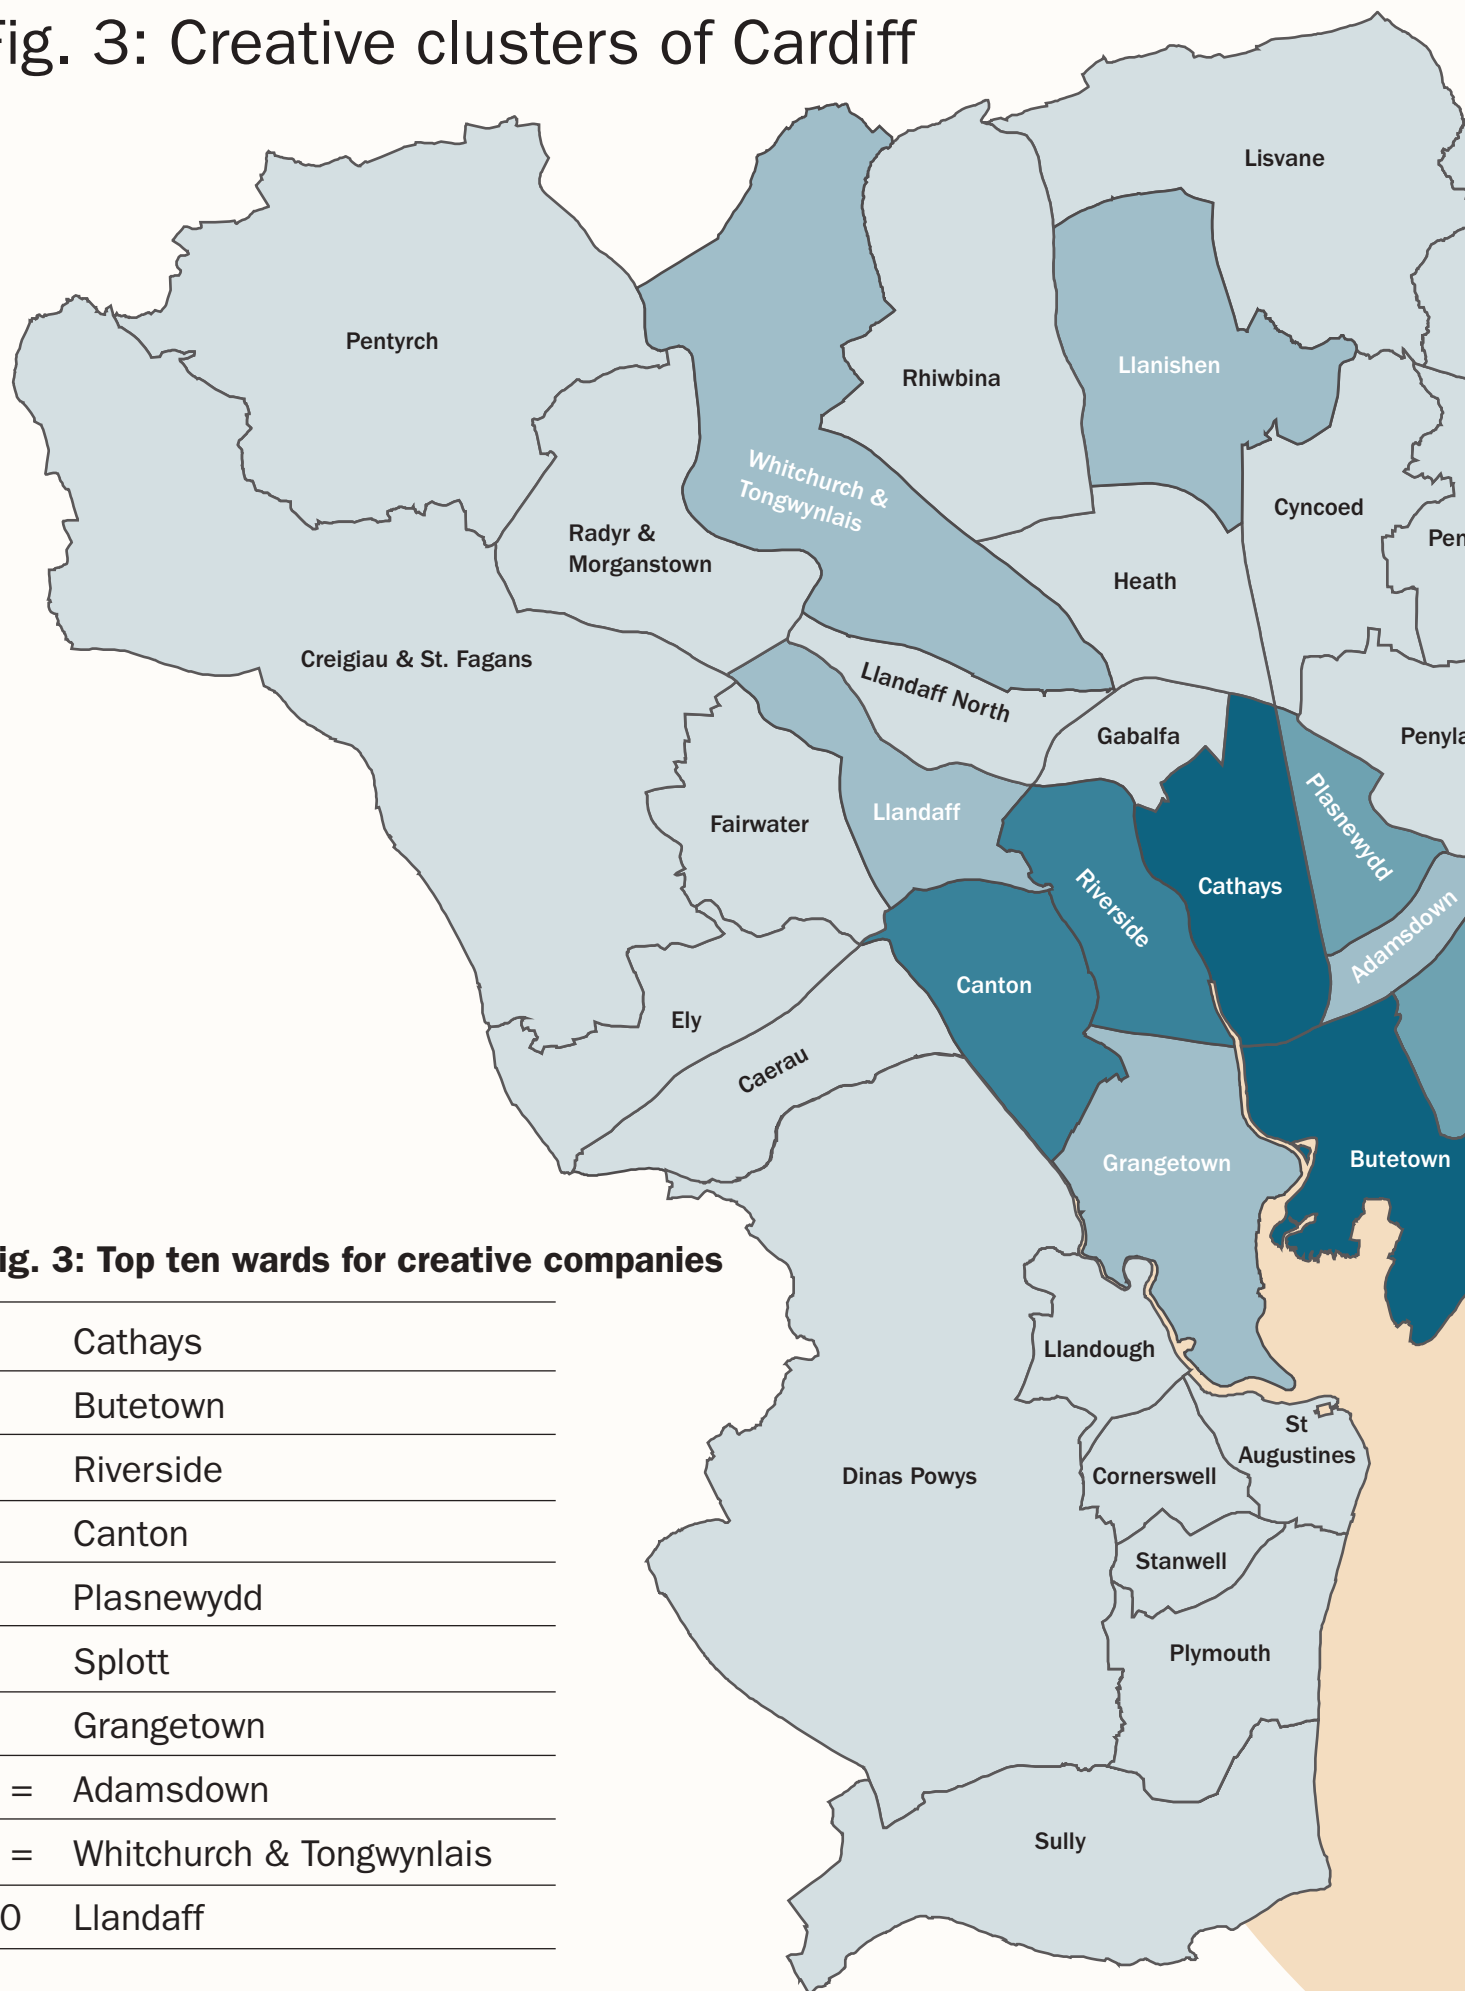 Fig. 3: Creative clusters of Cardiff
Lisvane
Pentyrch
Rhiwbina
Llanishen
Whitchurch &
Tongwynlais
Cyncoed
Radyr &
Morganstown
Pen
Heath
Creigiau & St. Fagans
Llandaff North
Gabalfa
Penyla
Plasnewydd
Fairwater
Llandaff
Riverside
Cathays
Adamsdown
Canton
Ely
Caerau
Grangetown
Butetown
ig. 3: Top ten wards for creative companies
Cathays
Butetown
Riverside
Canton
Plasnewydd
Splott
Grangetown
= Adamsdown
= Whitchurch & Tongwynlais
0 Llandaff
Llandough
St
Augustines
Dinas Powys
Cornerswell
Stanwell
Plymouth
Sully